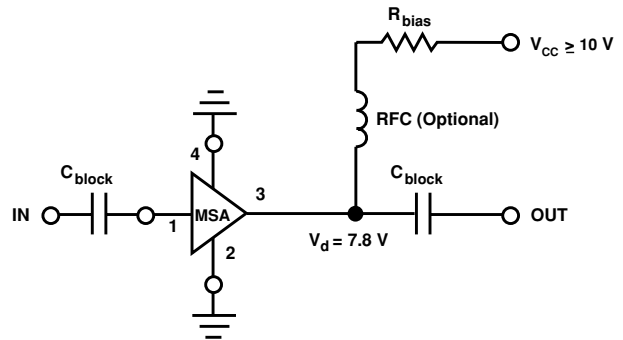 R bias
V CC ≥ 10 V
RFC (Optional)
4
C block
3
C block
IN
1
MSA
OUT
2
V d = 7.8 V